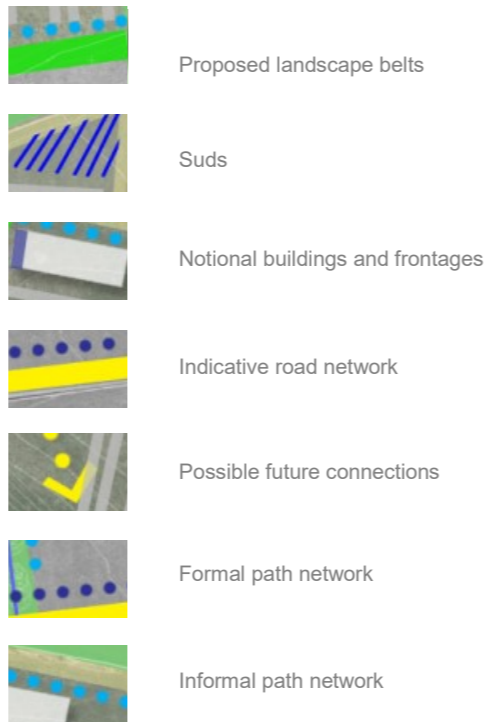 Proposed landscape belts
Suds
Notional buildings and frontages
Indicative road network
Possible future connections
Formal path network
Informal path network